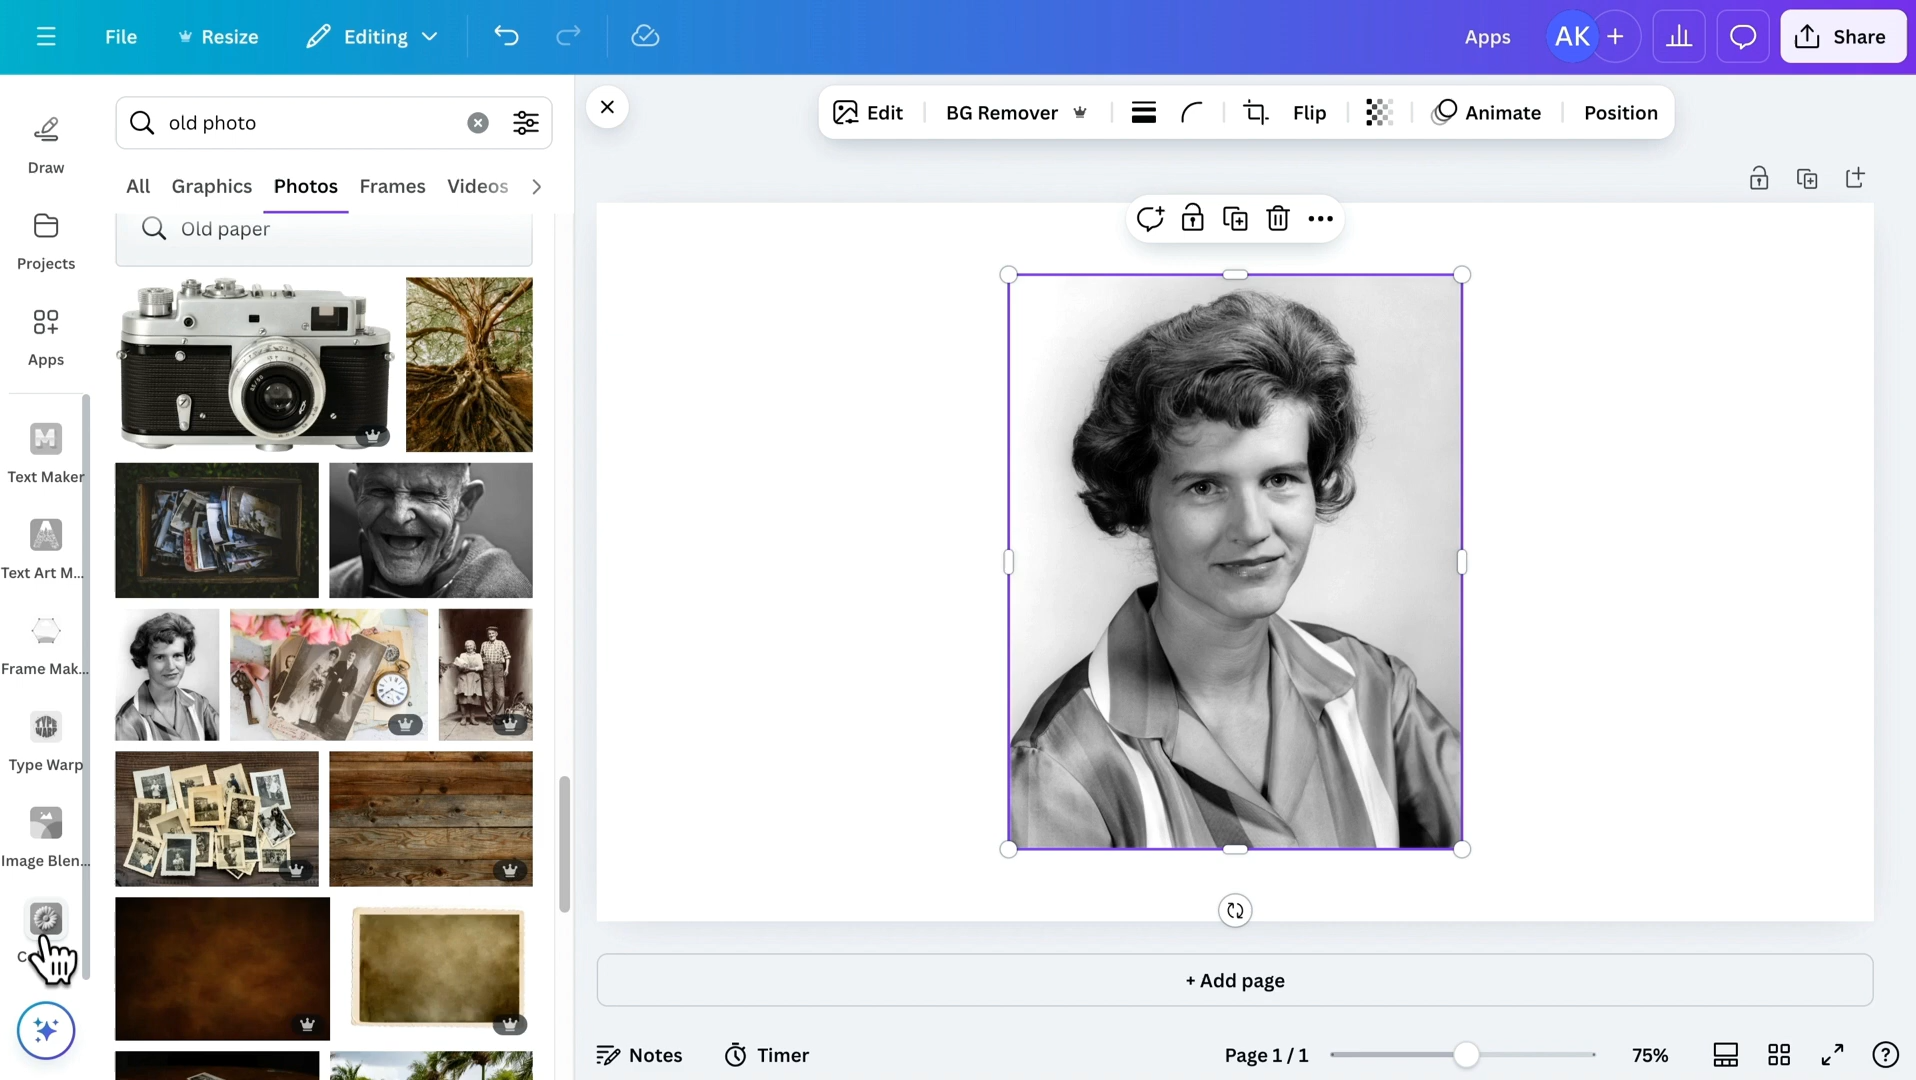 File
Resize
Editing
Apps
AK
+
Share
Draw
Projects
Apps
Text Maker
Text Art M...
Frame Mak...
Type Warp
Image Blen...
old photo
All Graphics Photos Frames Videos
Old paper
Edit
BG Remover
Flip
Animate
Position
+ Add page
Notes
Timer
Page 1 / 1
75%